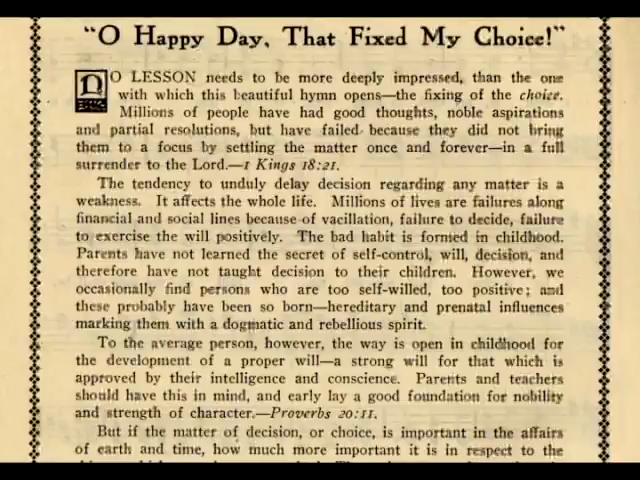 "O Happy Day, That Fixed My Choice!"
NO LESSON needs to be more deeply impressed, than the one
with which this beautiful hymn opens—the fixing of the choice.
Millions of people have had good thoughts, noble aspirations
and partial resolutions, but have failed because they did not bring
them to a focus by settling the matter once and forever—in a full
surrender to the Lord.—1 Kings 18:21.
The tendency to unduly delay decision regarding any matter is a
weakness. It affects the whole life. Millions of lives are failures along
financial and social lines because of vacillation, failure to decide, failure
to exercise the will positively. The bad habit is formed in childhood.
Parents have not learned the secret of self-control, will, decision, and
therefore have not taught decision to their children. However, we
occasionally find persons who are too self-willed, too positive; and
these probably have been so born—hereditary and prenatal influences
marking them with a dogmatic and rebellious spirit.
To the average person, however, the way is open in childhood for
the development of a proper will—a strong will for that which is
approved by their intelligence and conscience. Parents and teachers
should have this in mind, and early lay a good foundation for nobility
and strength of character.—Proverbs 20:11.
But if the matter of decision, or choice, is important in the affairs
of earth and time, how much more important it is in respect to the